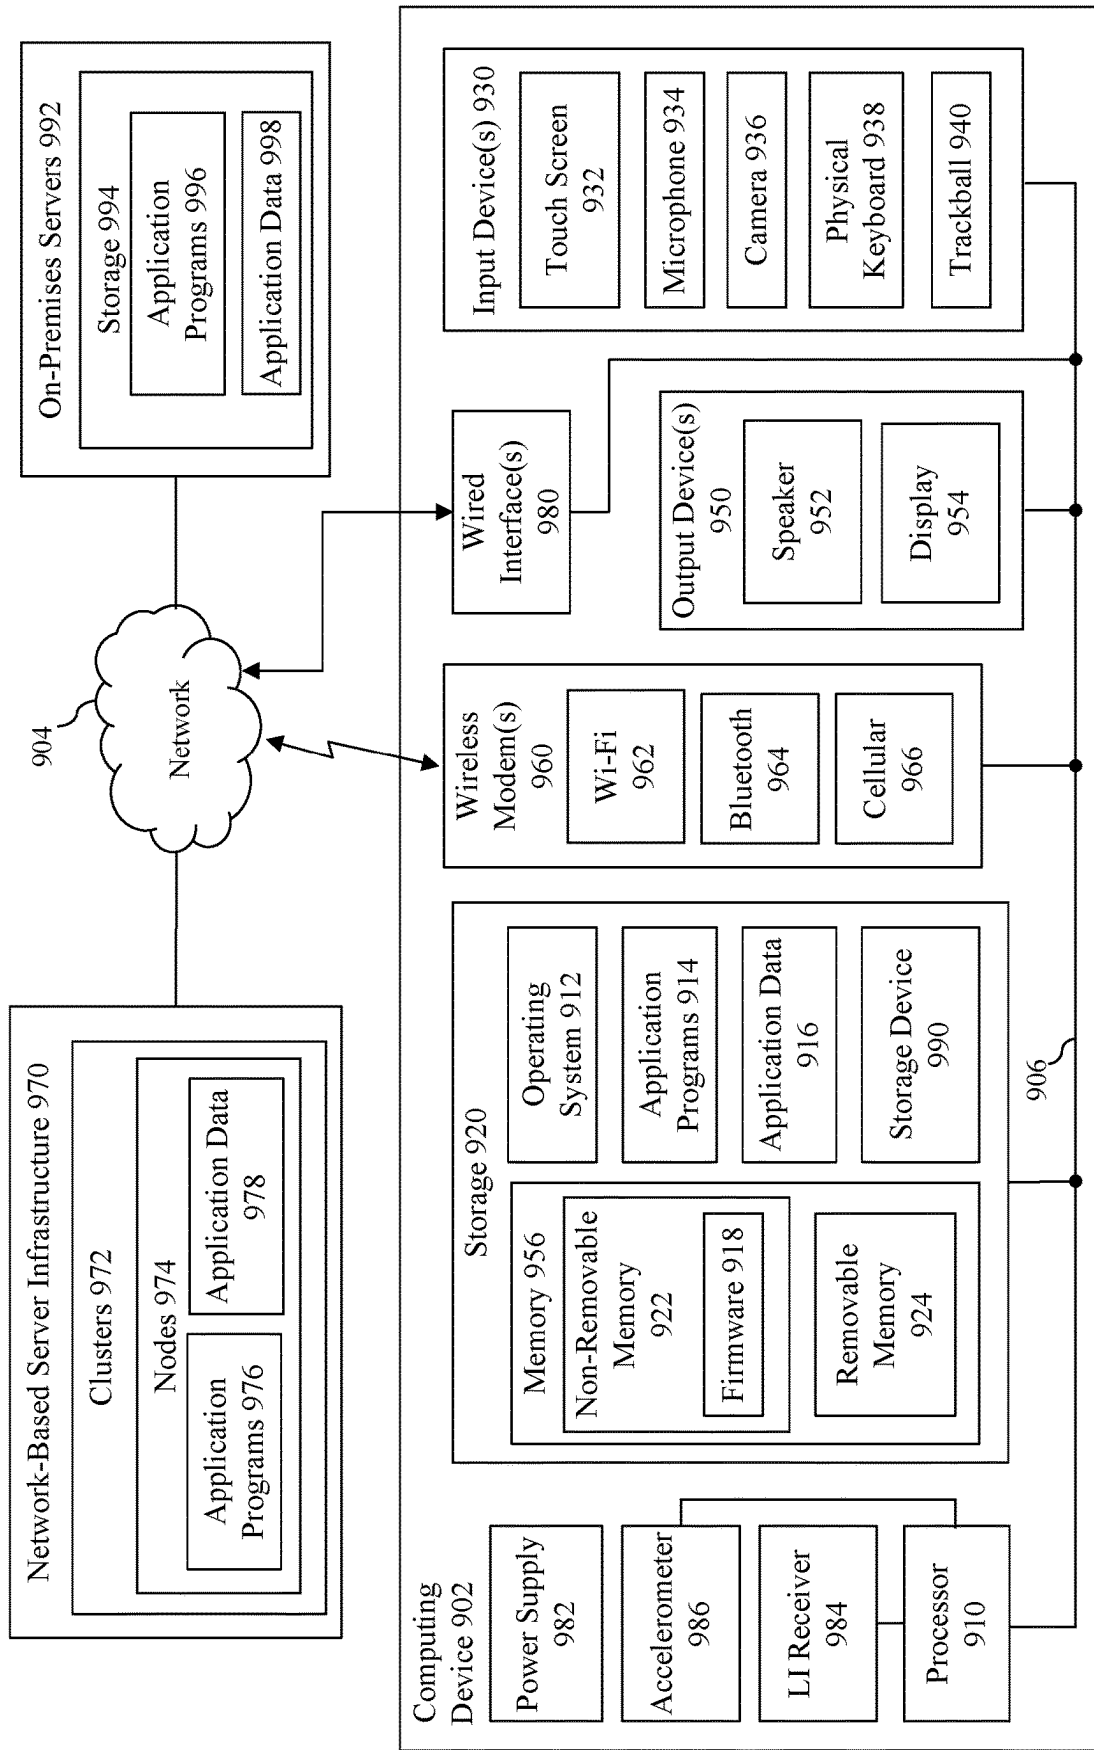 Network-Based Server Infrastructure 970
Clusters 972
Nodes 974
Application
Programs 976
Application Data
978
904
Network
On-Premises Servers 992
Storage 994
Application
Programs 996
Application Data 998
Computing
Device 902
Power Supply
982
Accelerometer
986
LI Receiver
984
Processor
910
Storage 920
Memory 956
Non-Removable
Memory
922
Firmware 918
Removable
Memory
924
Operating
System 912
Application
Programs 914
Application Data
916
Storage Device
990
906
Wireless
Modem(s)
960
Wi-Fi
962
Bluetooth
964
Cellular
966
Wired
Interface(s)
980
Output Device(s)
950
Speaker
952
Display
954
Input Device(s) 930
Touch Screen
932
Microphone 934
Camera 936
Physical
Keyboard 938
Trackball 940